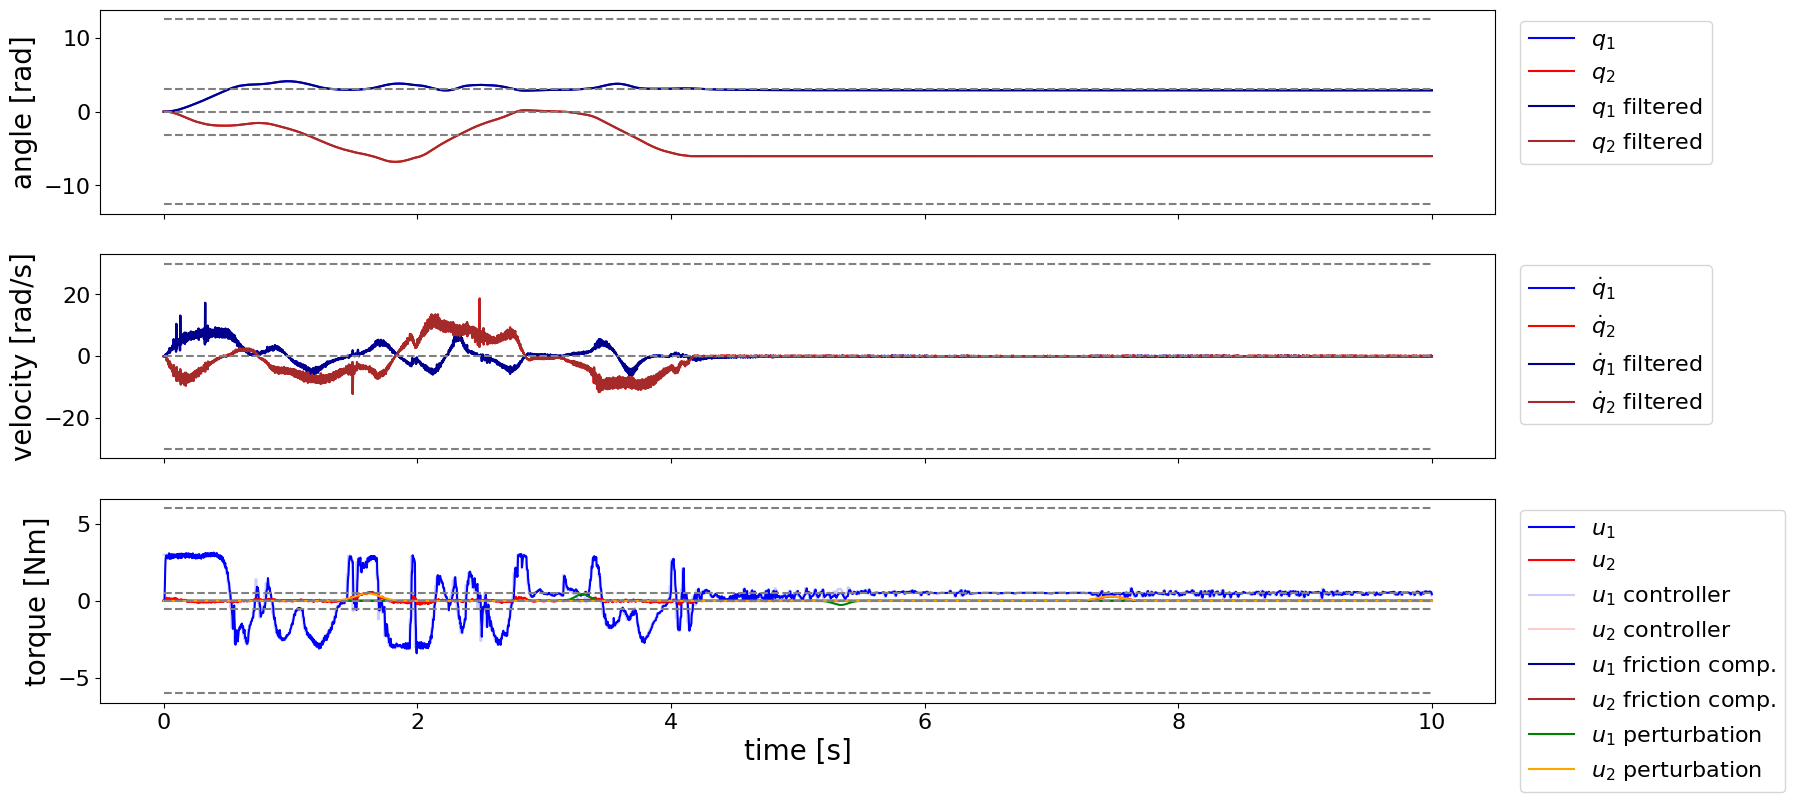 angle [rad]
10
0
−10
q₁
q₂
q₁ filtered
q₂ filtered
velocity [rad/s]
20
0
−20
q̇₁
q̇₂
q̇₁ filtered
q̇₂ filtered
torque [Nm]
5
0
−5
0 2 4 6 8 10
time [s]
u₁
u₂
u₁ controller
u₂ controller
u₁ friction comp.
u₂ friction comp.
u₁ perturbation
u₂ perturbation